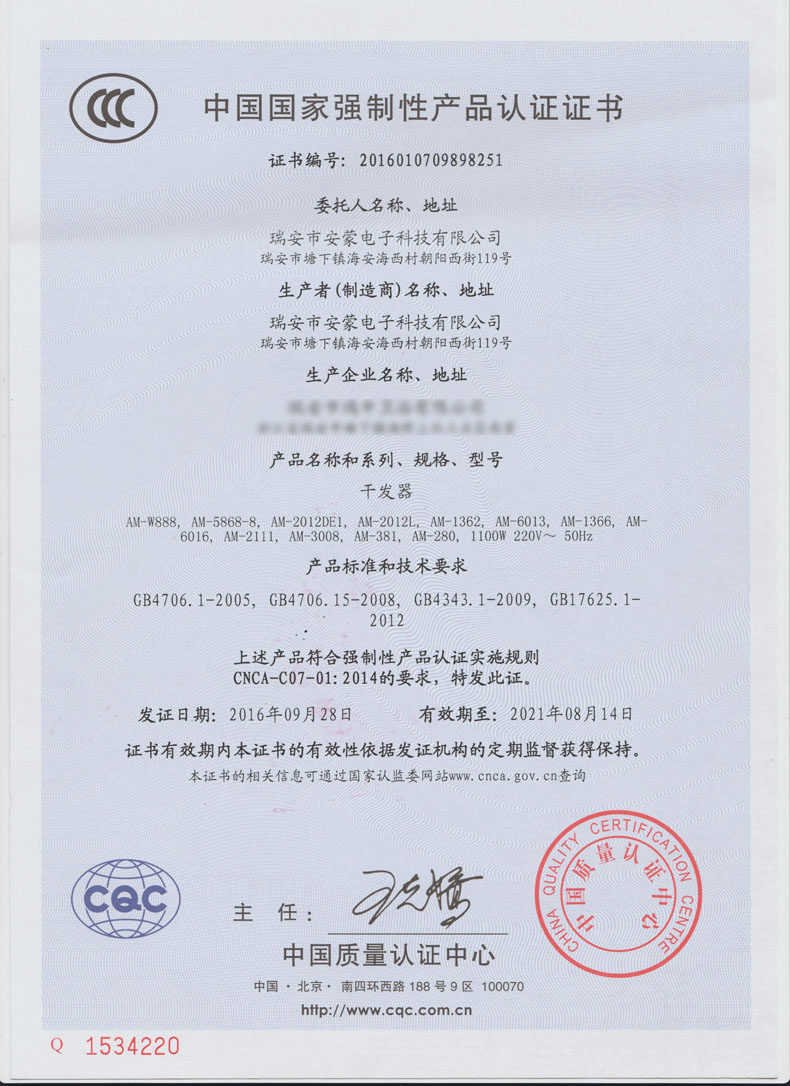 中国国家强制性产品认证证书
证书编号：2016010709898251
委托人名称、地址
瑞安市安蒙电子科技有限公司
瑞安市塘下镇海安海西村朝阳西街119号
生产者(制造商)名称、地址
瑞安市安蒙电子科技有限公司
瑞安市塘下镇海安海西村朝阳西街119号
生产企业名称、地址
产品名称和系列、规格、型号
干发器
AM-W888, AM-5868-8, AM-2012DE1, AM-2012L, AM-1362, AM-6013, AM-1366, AM-
6016, AM-2111, AM-3008, AM-381, AM-280, 1100W 220V～ 50Hz
产品标准和技术要求
GB4706.1-2005, GB4706.15-2008, GB4343.1-2009, GB17625.1-
2012
上述产品符合强制性产品认证实施规则
CNCA-C07-01:2014的要求，特发此证。
发证日期：2016年09月28日 有效期至：2021年08月14日
证书有效期内本证书的有效性依据发证机构的定期监督获得保持。
本证书的相关信息可通过国家认监委网站www.cnca.gov.cn查询
CQC
主 任：
CHINA QUALITY CERTIFICATION CENTRE
中国质量认证中心
中国质量认证中心
中国·北京·南四环西路 188 号 9 区 100070
http://www.cqc.com.cn
Q 1534220